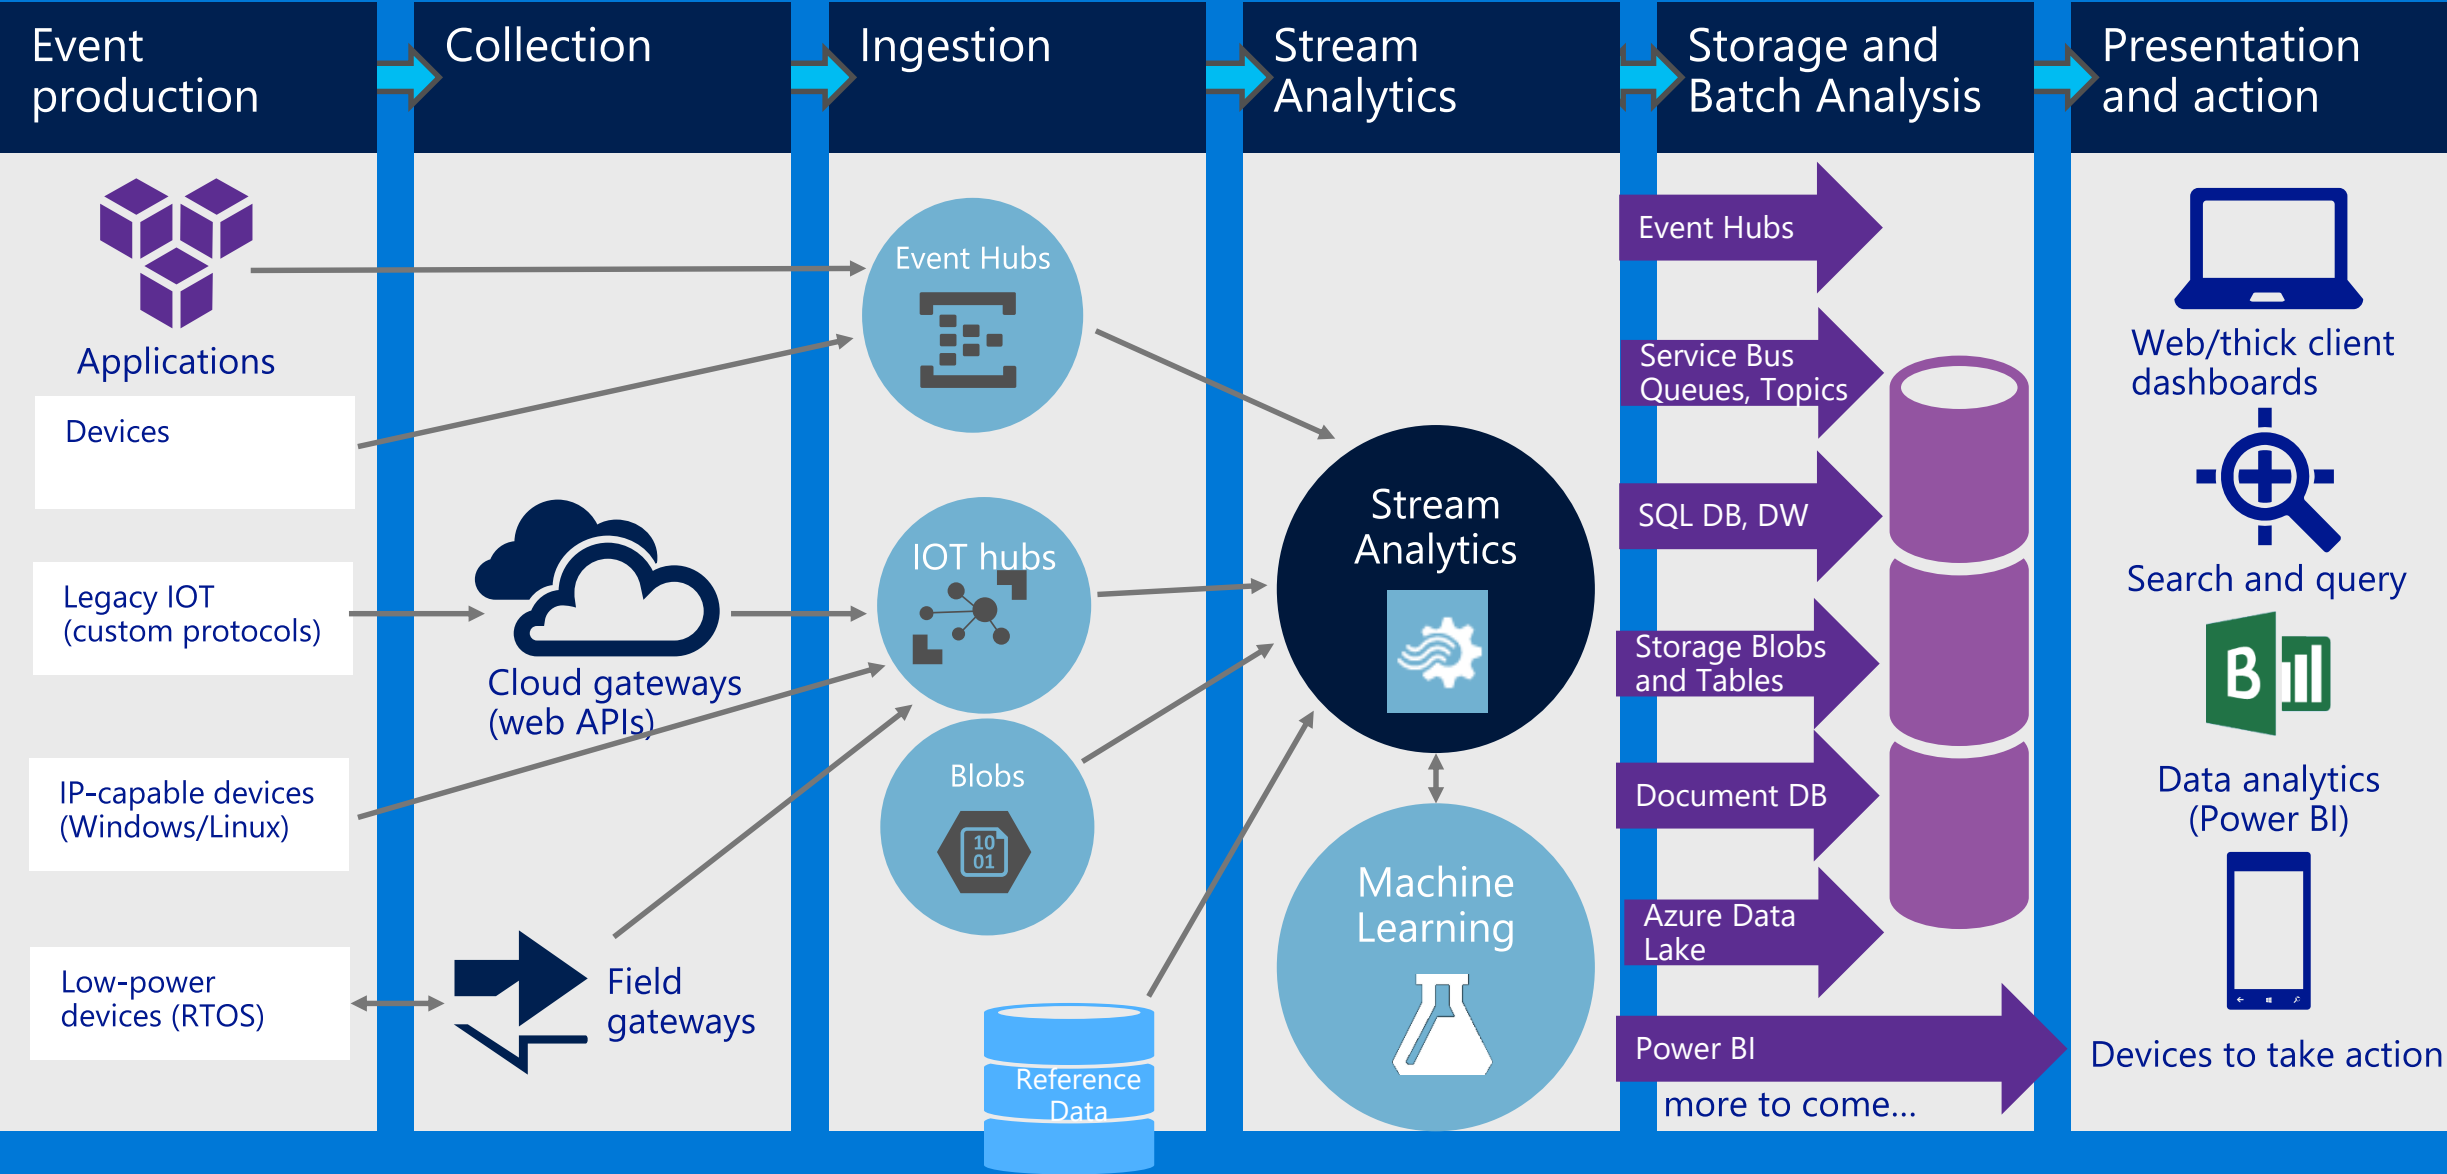 Event
production
Collection
Ingestion
Stream
Analytics
Storage and
Batch Analysis
Presentation
and action
Applications
Devices
Legacy IOT
(custom protocols)
IP-capable devices
(Windows/Linux)
Low-power
devices (RTOS)
Cloud gateways
(web APIs)
Field
gateways
Event Hubs
IOT hubs
Blobs
10
01
Reference
Data
Stream
Analytics
Machine
Learning
Event Hubs
Service Bus
Queues, Topics
SQL DB, DW
Storage Blobs
and Tables
Document DB
Azure Data
Lake
Power BI
more to come...
Web/thick client
dashboards
Search and query
B
Data analytics
(Power BI)
Devices to take action